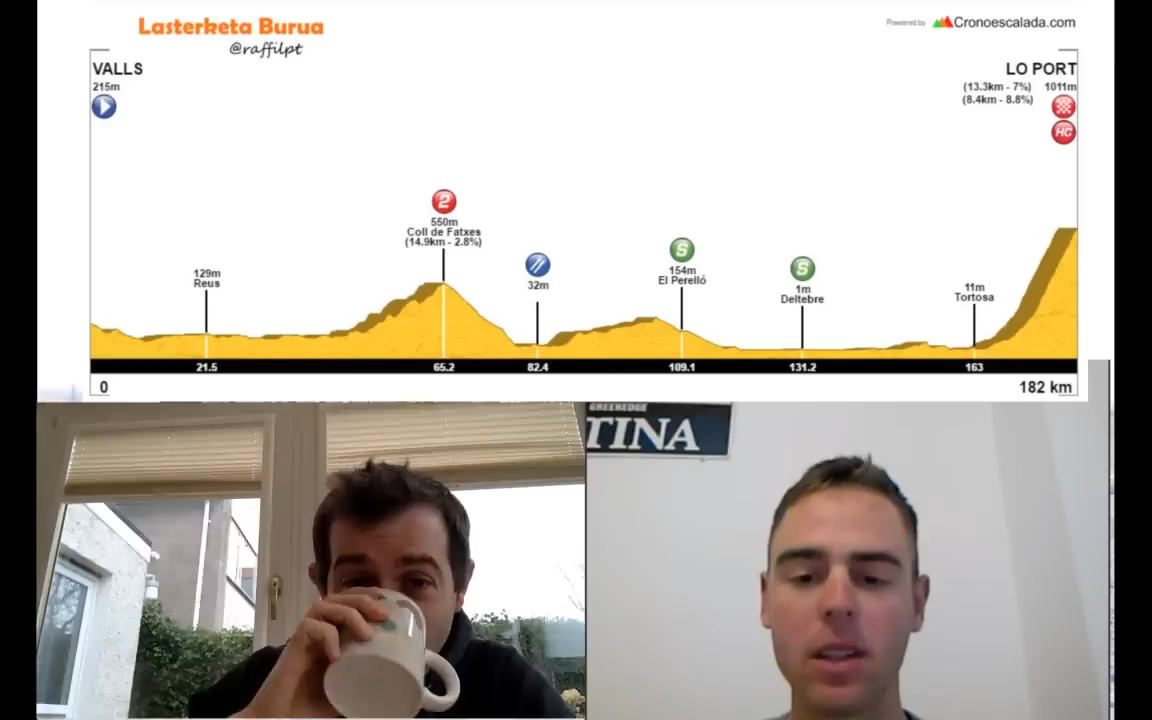 Lasterketa Burua
@raffilpt
Powered by Cronoescalada.com
VALLS
215m
LO PORT
(13.3km - 7%) 1011m
(8.4km - 8.8%)
HC
2
550m
Coll de Fatxes
(14.9km - 2.8%)
129m
Reus
32m
S
154m
El Perelló
S
1m
Deltebre
11m
Tortosa
21.5
65.2
82.4
109.1
131.2
163
0
182 km
GREENEDGE
TINA